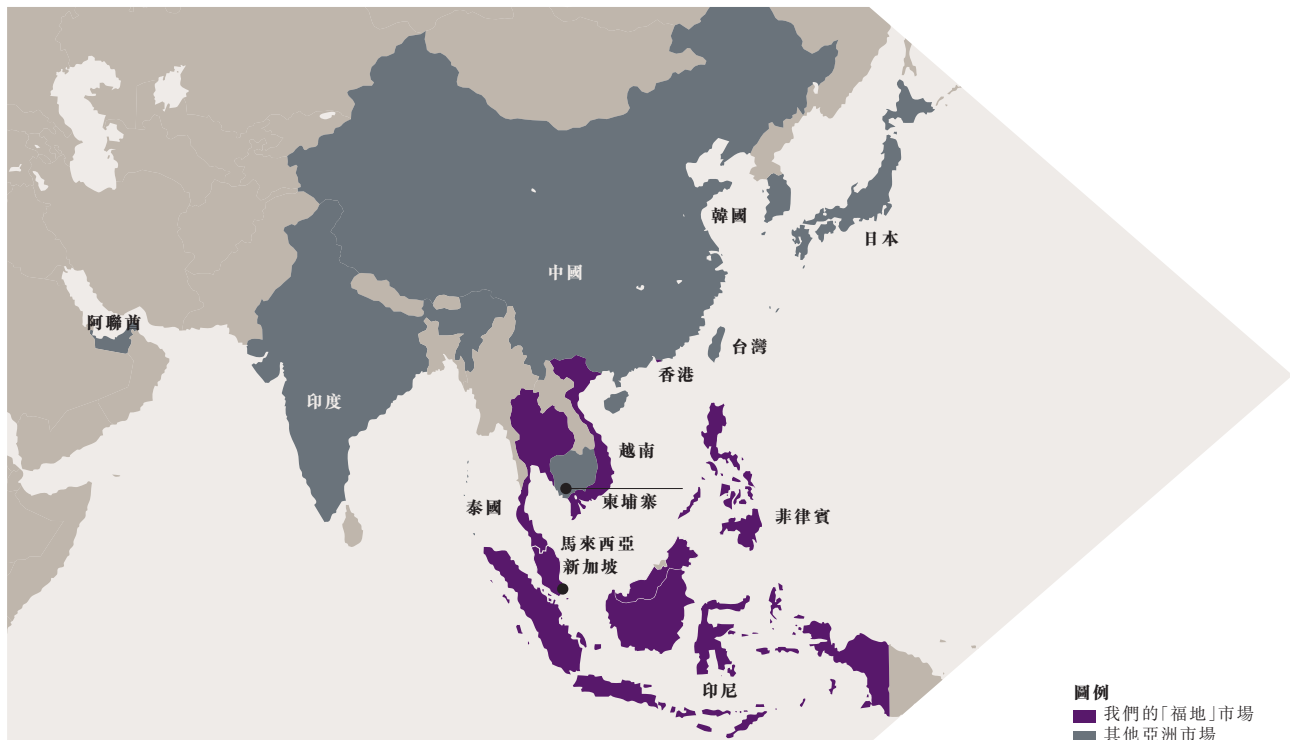 韓國
日本
中國
阿聯酋
台灣
香港
印度
越南
柬埔寨
泰國
菲律賓
馬來西亞
新加坡
印尼
圖例
我們的「福地」市場
其他亞洲市場